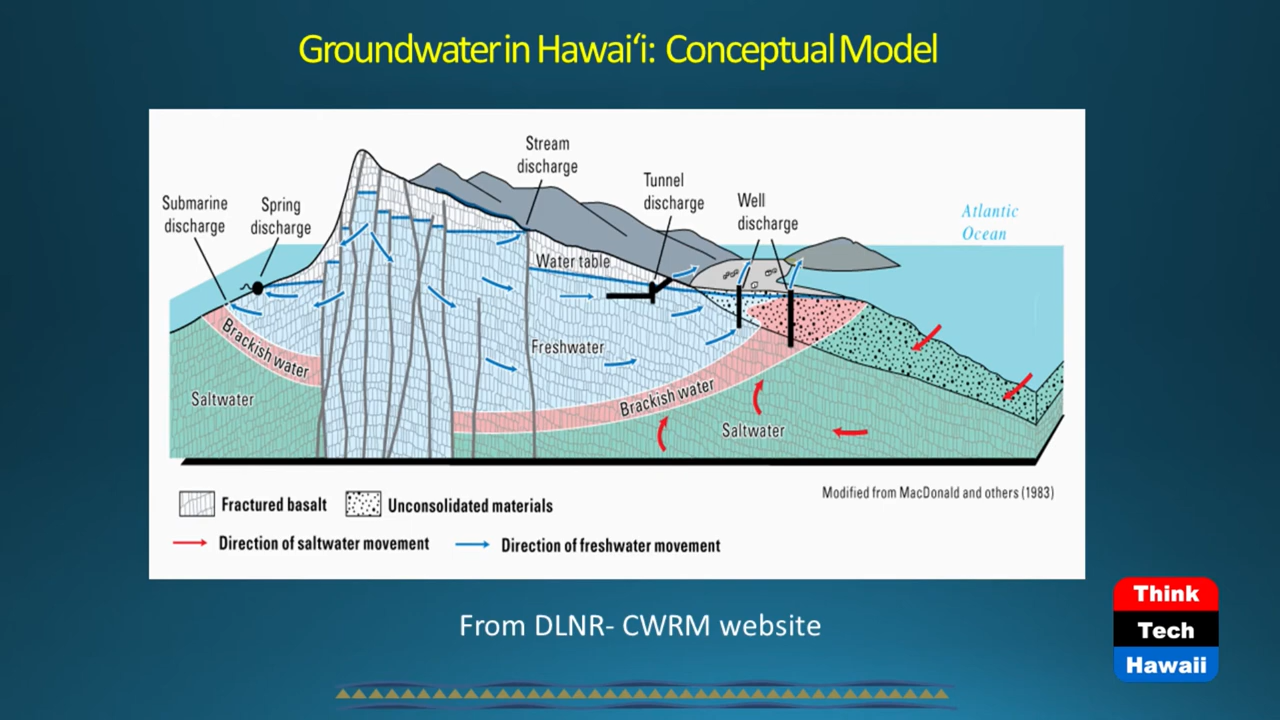 Groundwater in Hawai‘i: Conceptual Model
Stream
discharge
Tunnel
discharge
Well
discharge
Submarine
discharge
Spring
discharge
Atlantic
Ocean
Water table
Freshwater
Brackish water
Brackish water
Saltwater
Saltwater
Modified from MacDonald and others (1983)
Fractured basalt
Unconsolidated materials
Direction of saltwater movement
Direction of freshwater movement
From DLNR- CWRM website
Think
Tech
Hawaii